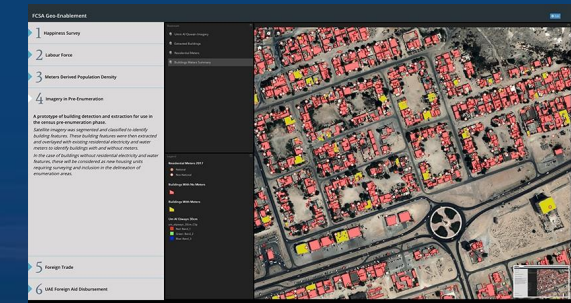 FCSA Geo-Enablement
1 Happiness Survey
2 Labour Force
3 Meters Derived Population Density
4 Imagery in Pre-Enumeration
A prototype of building detection and extraction for use in
the census pre-enumeration phase.
Satellite imagery was segmented and classified to identify
building features. These building features were then extracted
and overlayed with existing residential electricity and water
meters to identify buildings with and without meters.
In the case of buildings without residential electricity and water
features, these will be considered as new housing units
requiring surveying and inclusion in the delineation of
enumeration areas.
5 Foreign Trade
6 UAE Foreign Aid Disbursement
Extracted Buildings
Residential Meters
Buildings Meters Summary
Residential Meters 2017
Buildings With No Meters
Buildings With Meters